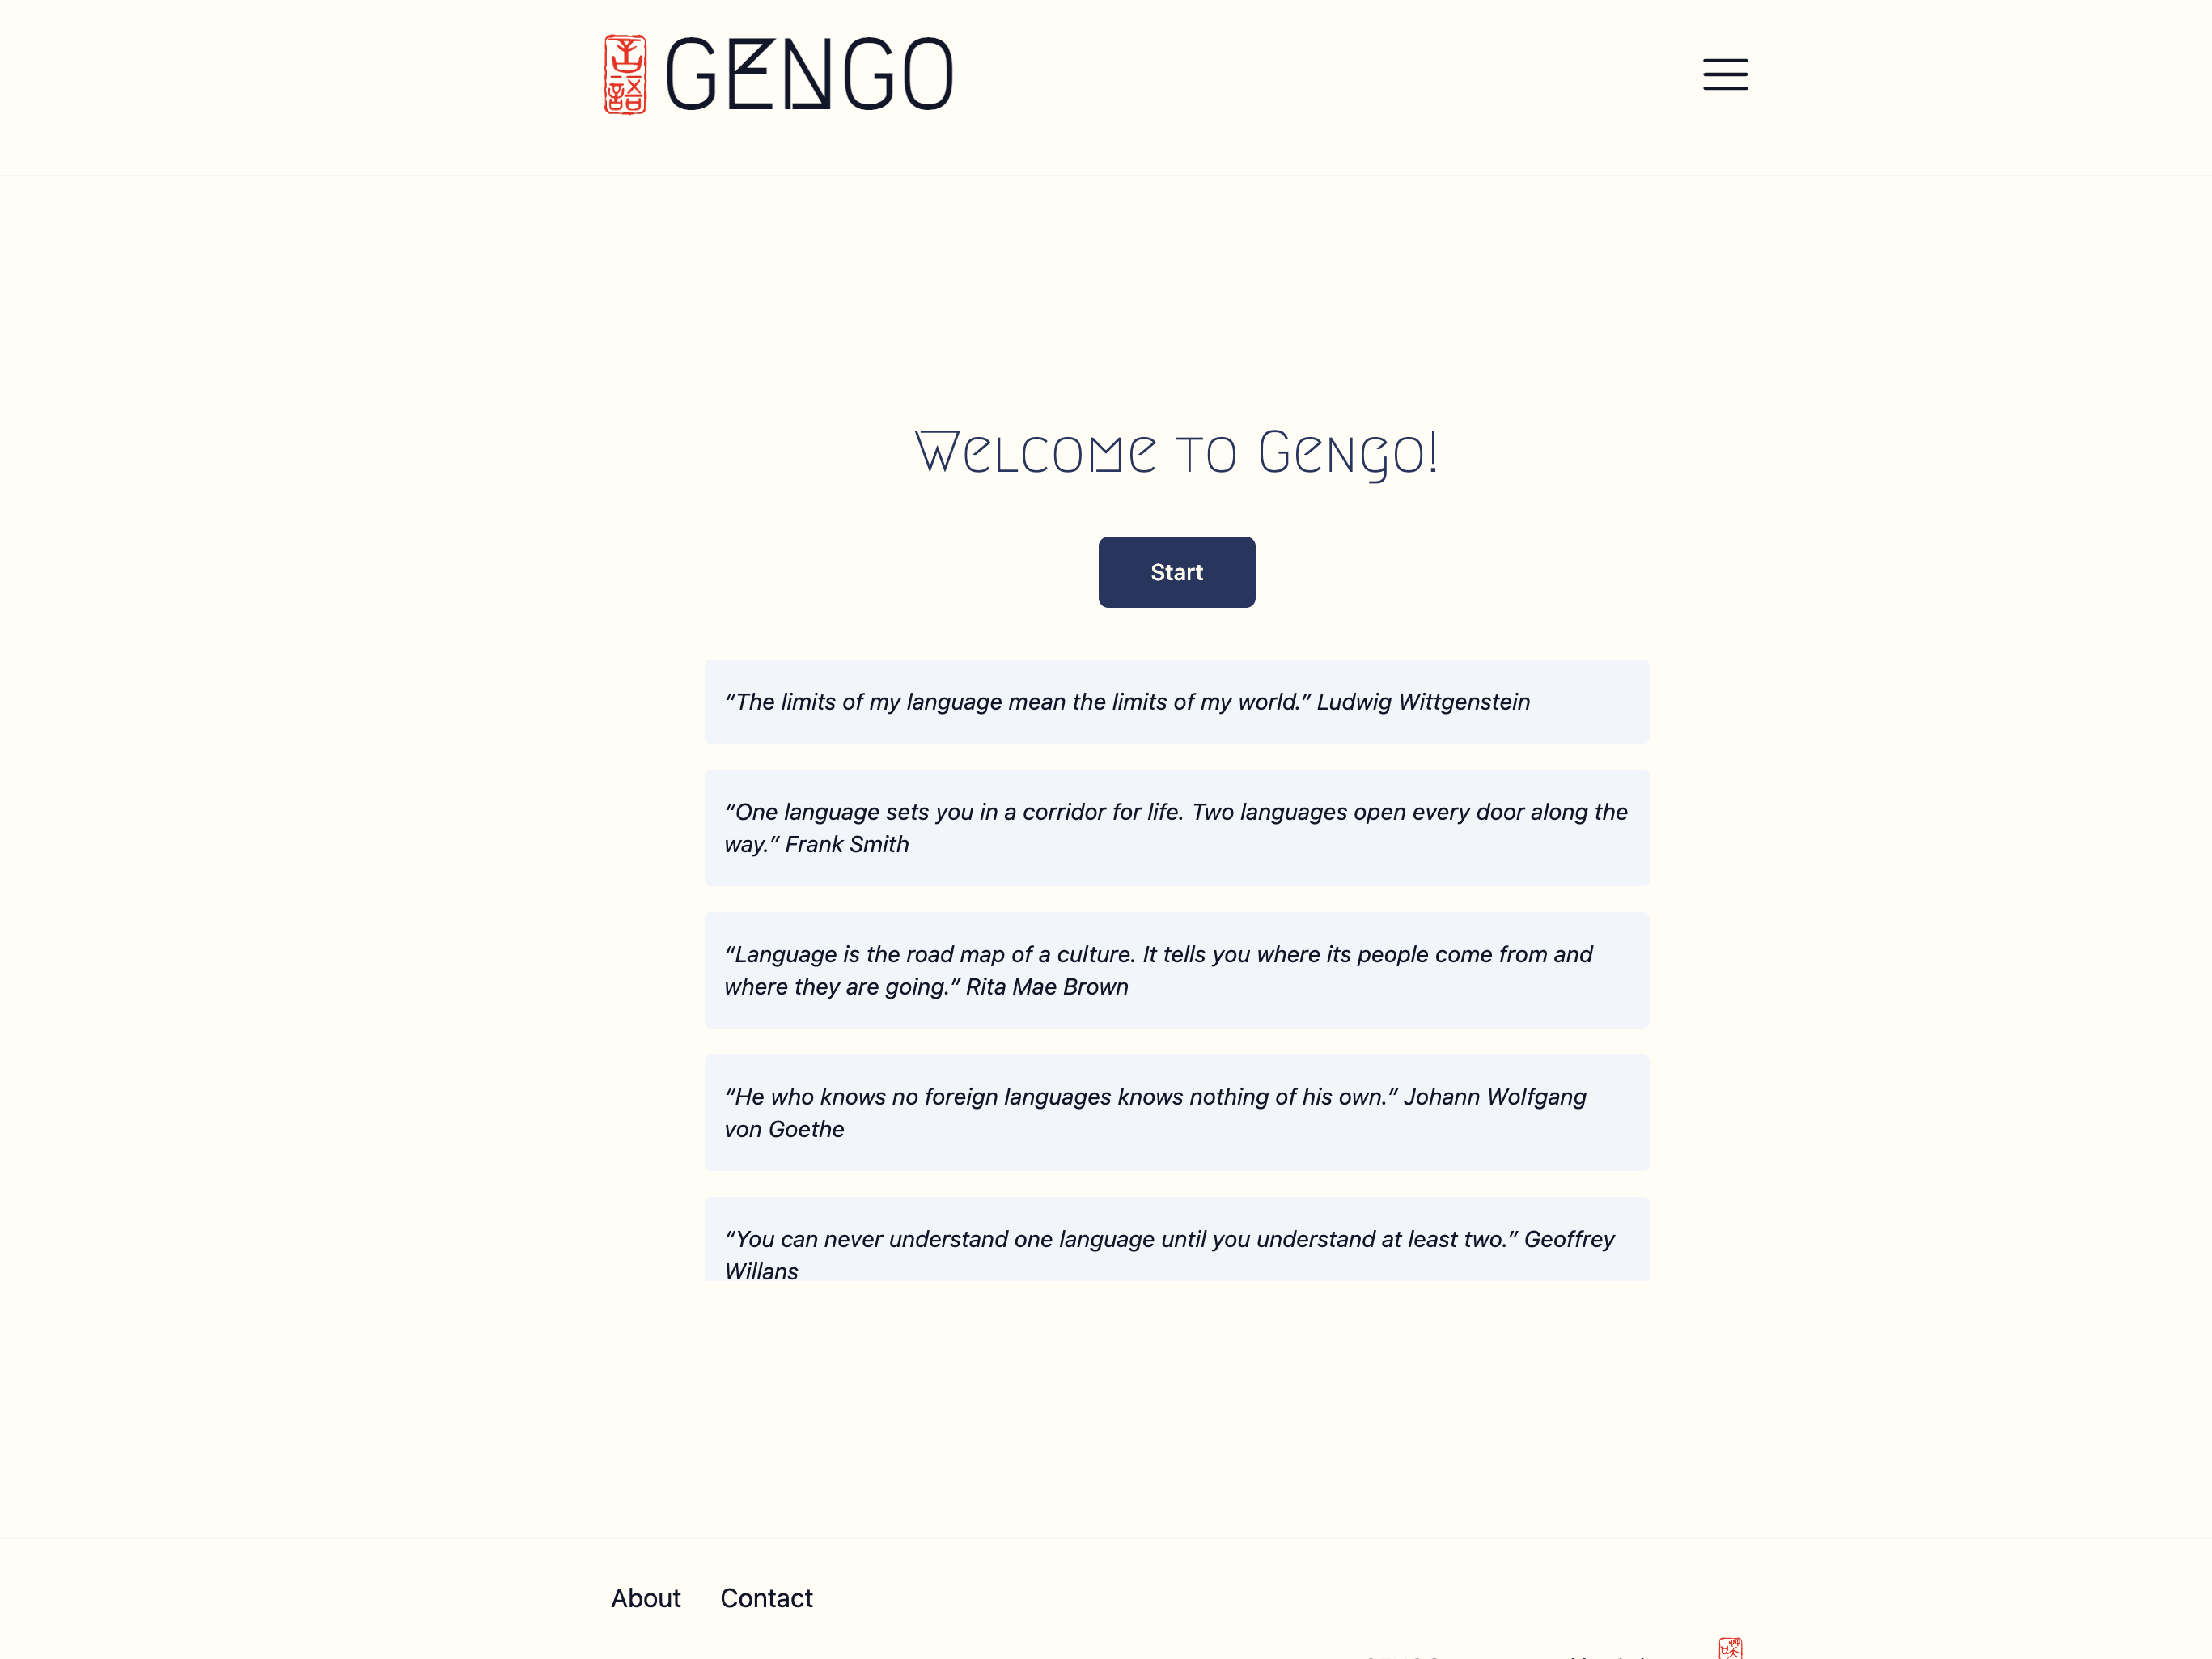 GENGO
Welcome to Gengo!
Start
“The limits of my language mean the limits of my world.” Ludwig Wittgenstein
“One language sets you in a corridor for life. Two languages open every door along the
way.” Frank Smith
“Language is the road map of a culture. It tells you where its people come from and
where they are going.” Rita Mae Brown
“He who knows no foreign languages knows nothing of his own.” Johann Wolfgang
von Goethe
“You can never understand one language until you understand at least two.” Geoffrey
Willans
About Contact